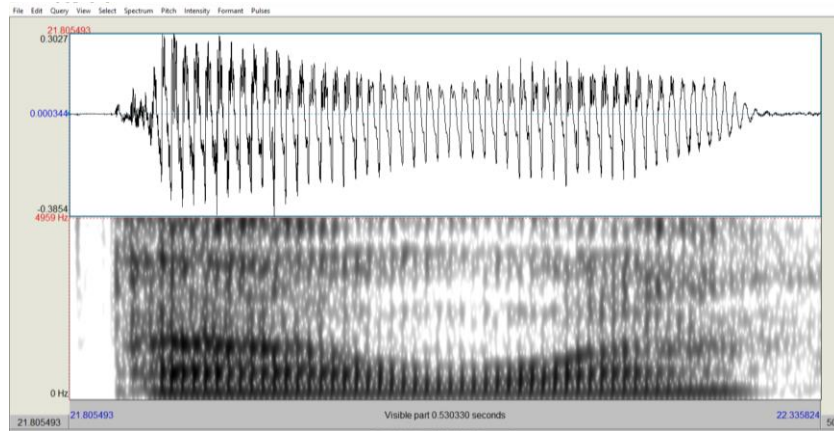 File Edit Query View Select Spectrum Pitch Intensity Formant Pulses
21.805493
0.3027
0.000344
-0.3854
4959 Hz
0 Hz
21.805493 21.805493 Visible part 0.530330 seconds 22.335824